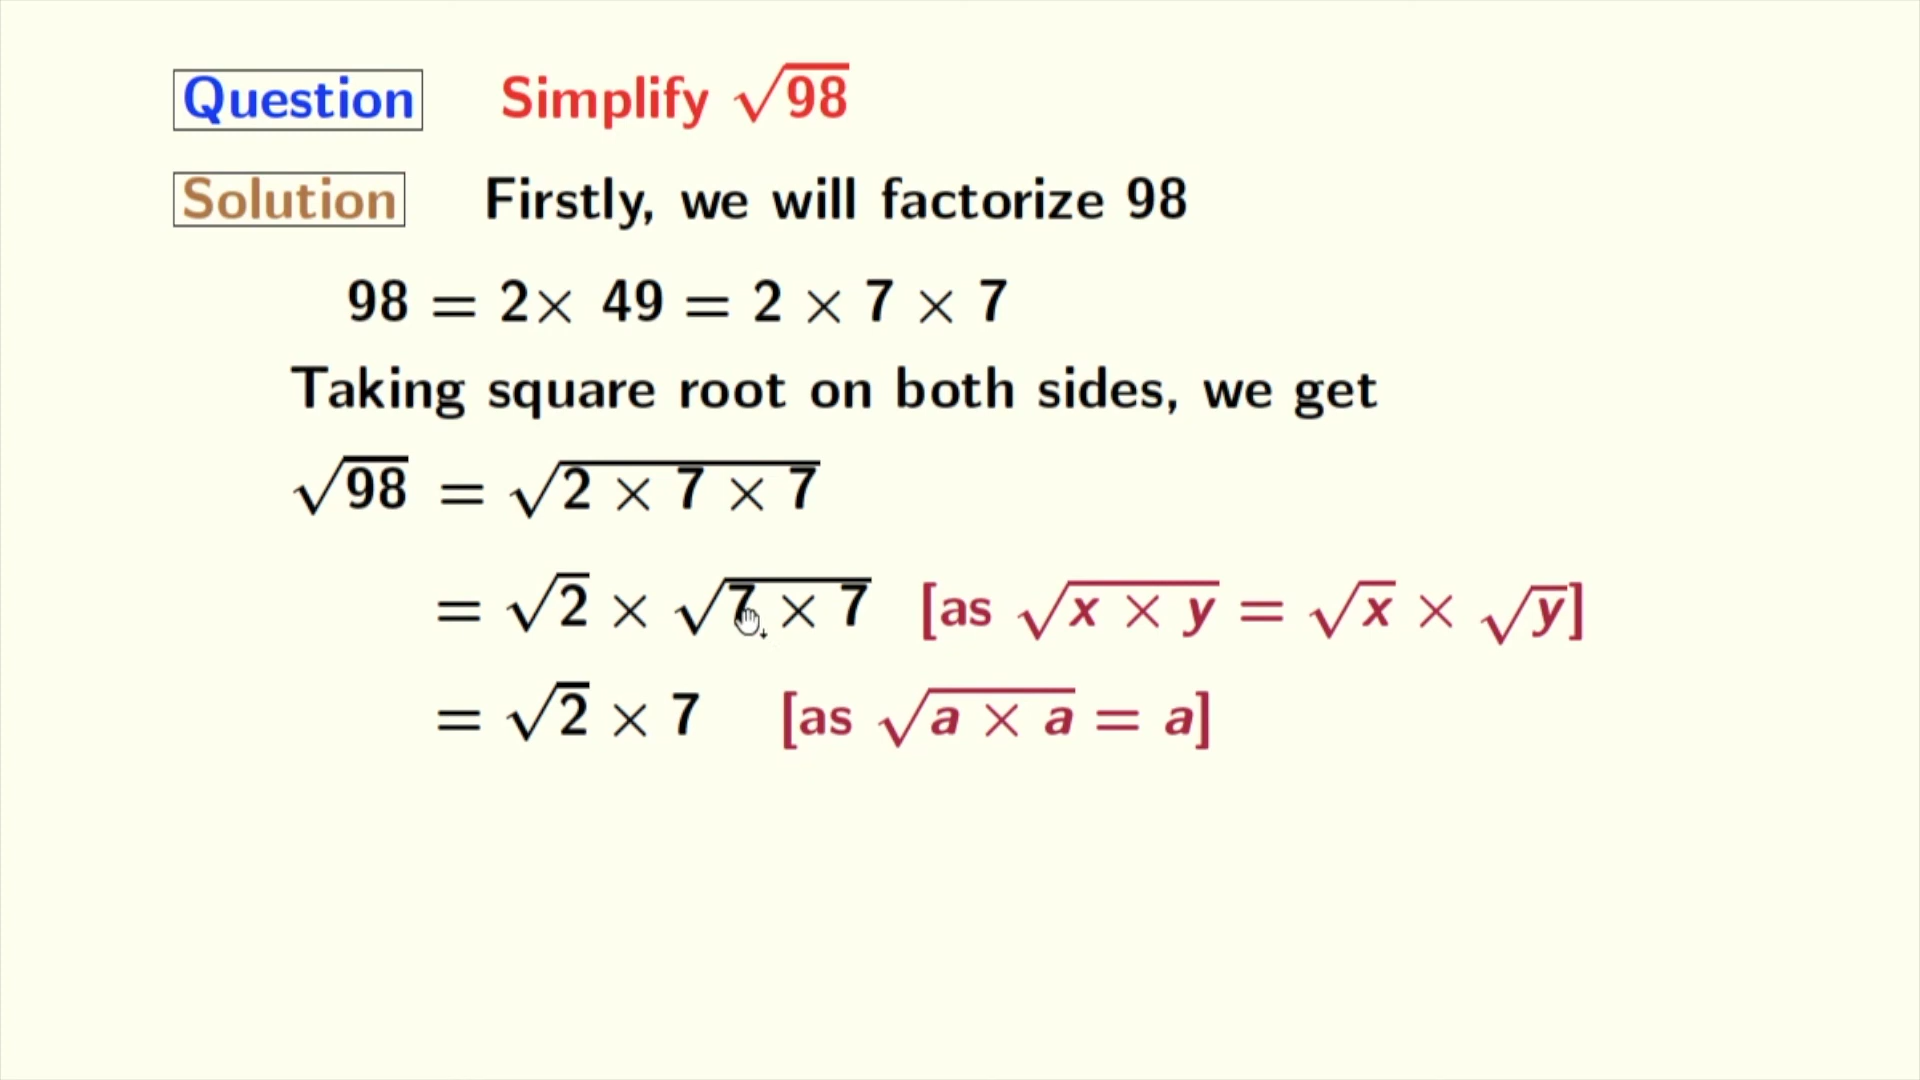 Question Simplify √98
Solution Firstly, we will factorize 98
98 = 2× 49 = 2 × 7 × 7
Taking square root on both sides, we get
√98 = √(2 × 7 × 7)
= √2 × √(7 × 7) [as √(x × y) = √x × √y]
= √2 × 7 [as √(a × a) = a]